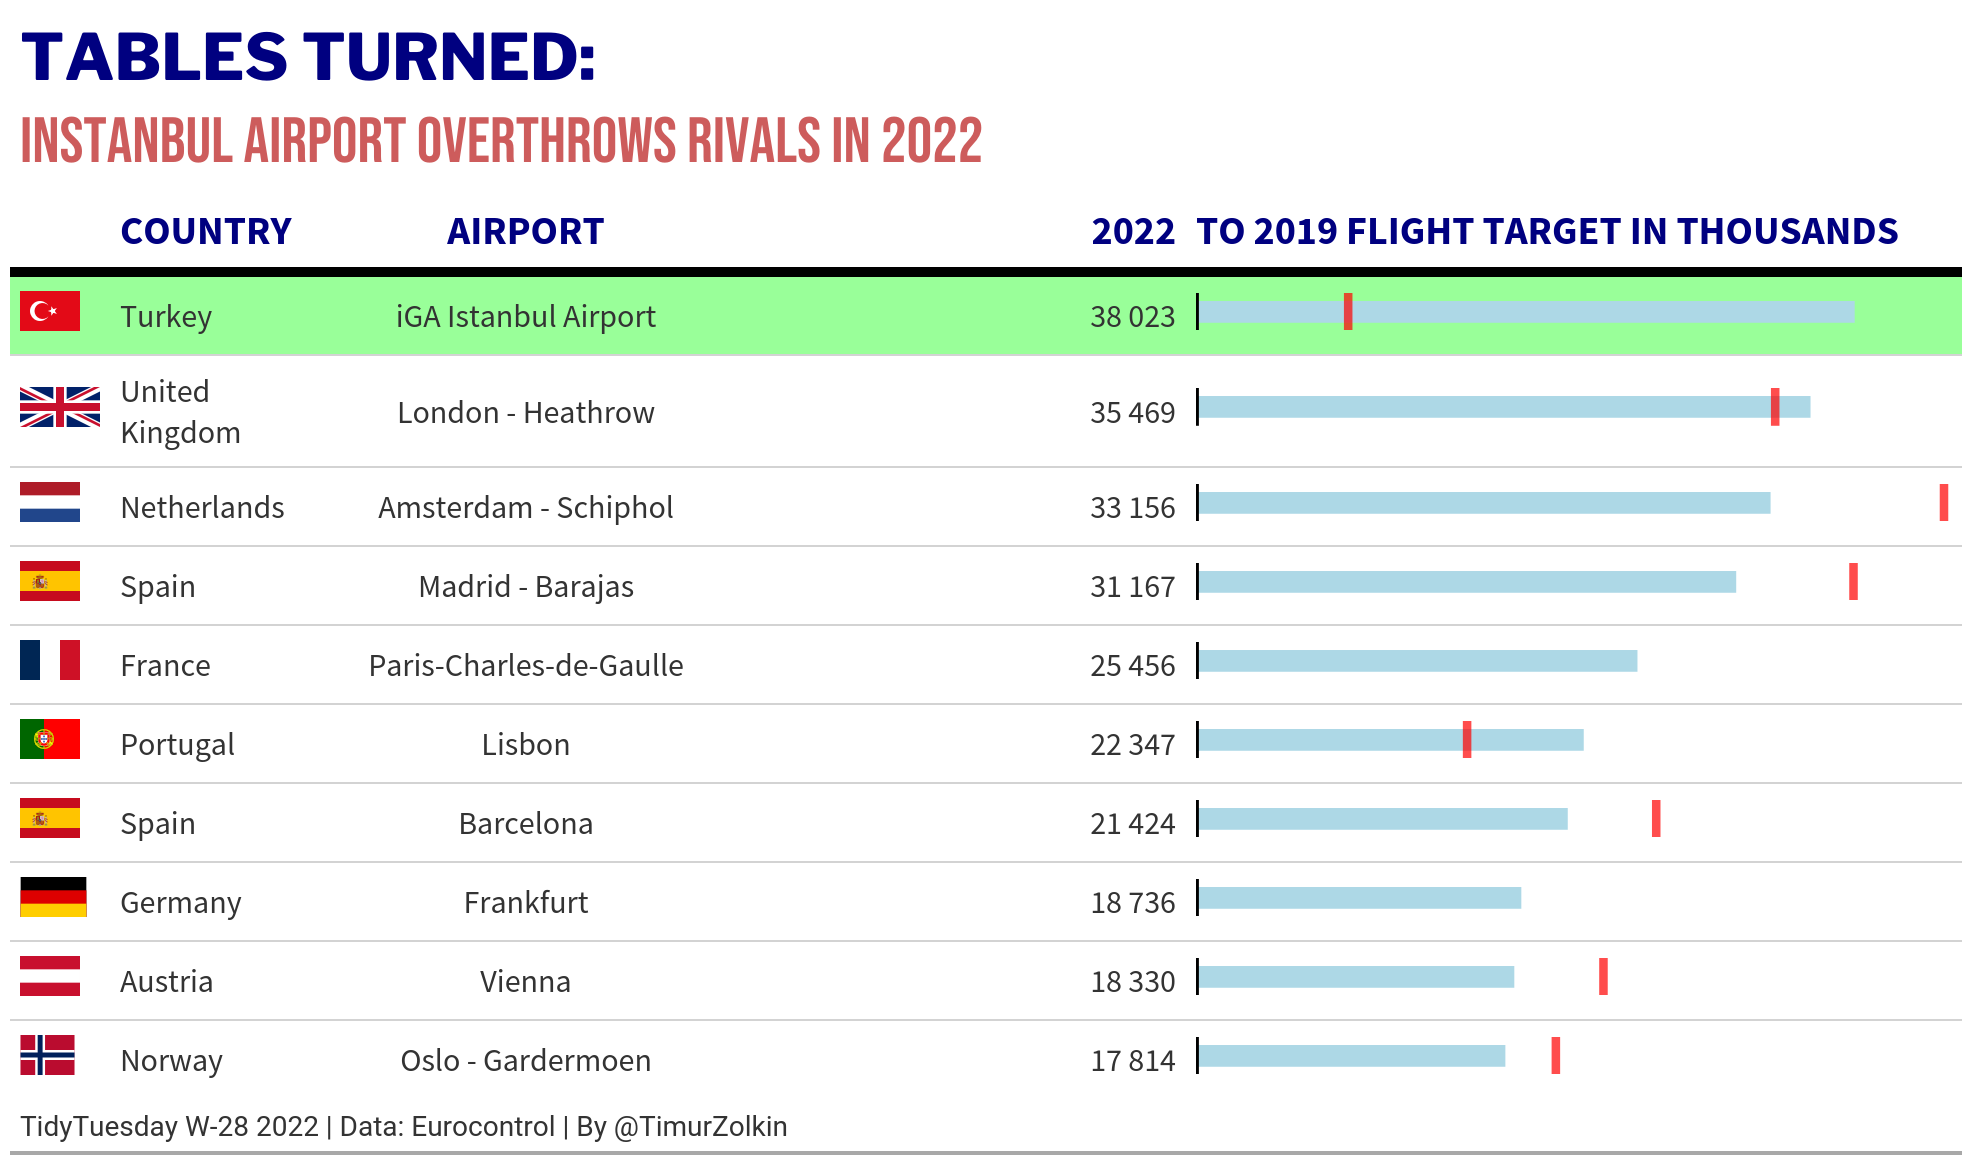 TABLES TURNED:
INSTANBUL AIRPORT OVERTHROWS RIVALS IN 2022
COUNTRY AIRPORT 2022 TO 2019 FLIGHT TARGET IN THOUSANDS
Turkey iGA Istanbul Airport 38 023
United
Kingdom London - Heathrow 35 469
Netherlands Amsterdam - Schiphol 33 156
Spain Madrid - Barajas 31 167
France Paris-Charles-de-Gaulle 25 456
Portugal Lisbon 22 347
Spain Barcelona 21 424
Germany Frankfurt 18 736
Austria Vienna 18 330
Norway Oslo - Gardermoen 17 814
TidyTuesday W-28 2022 | Data: Eurocontrol | By @TimurZolkin